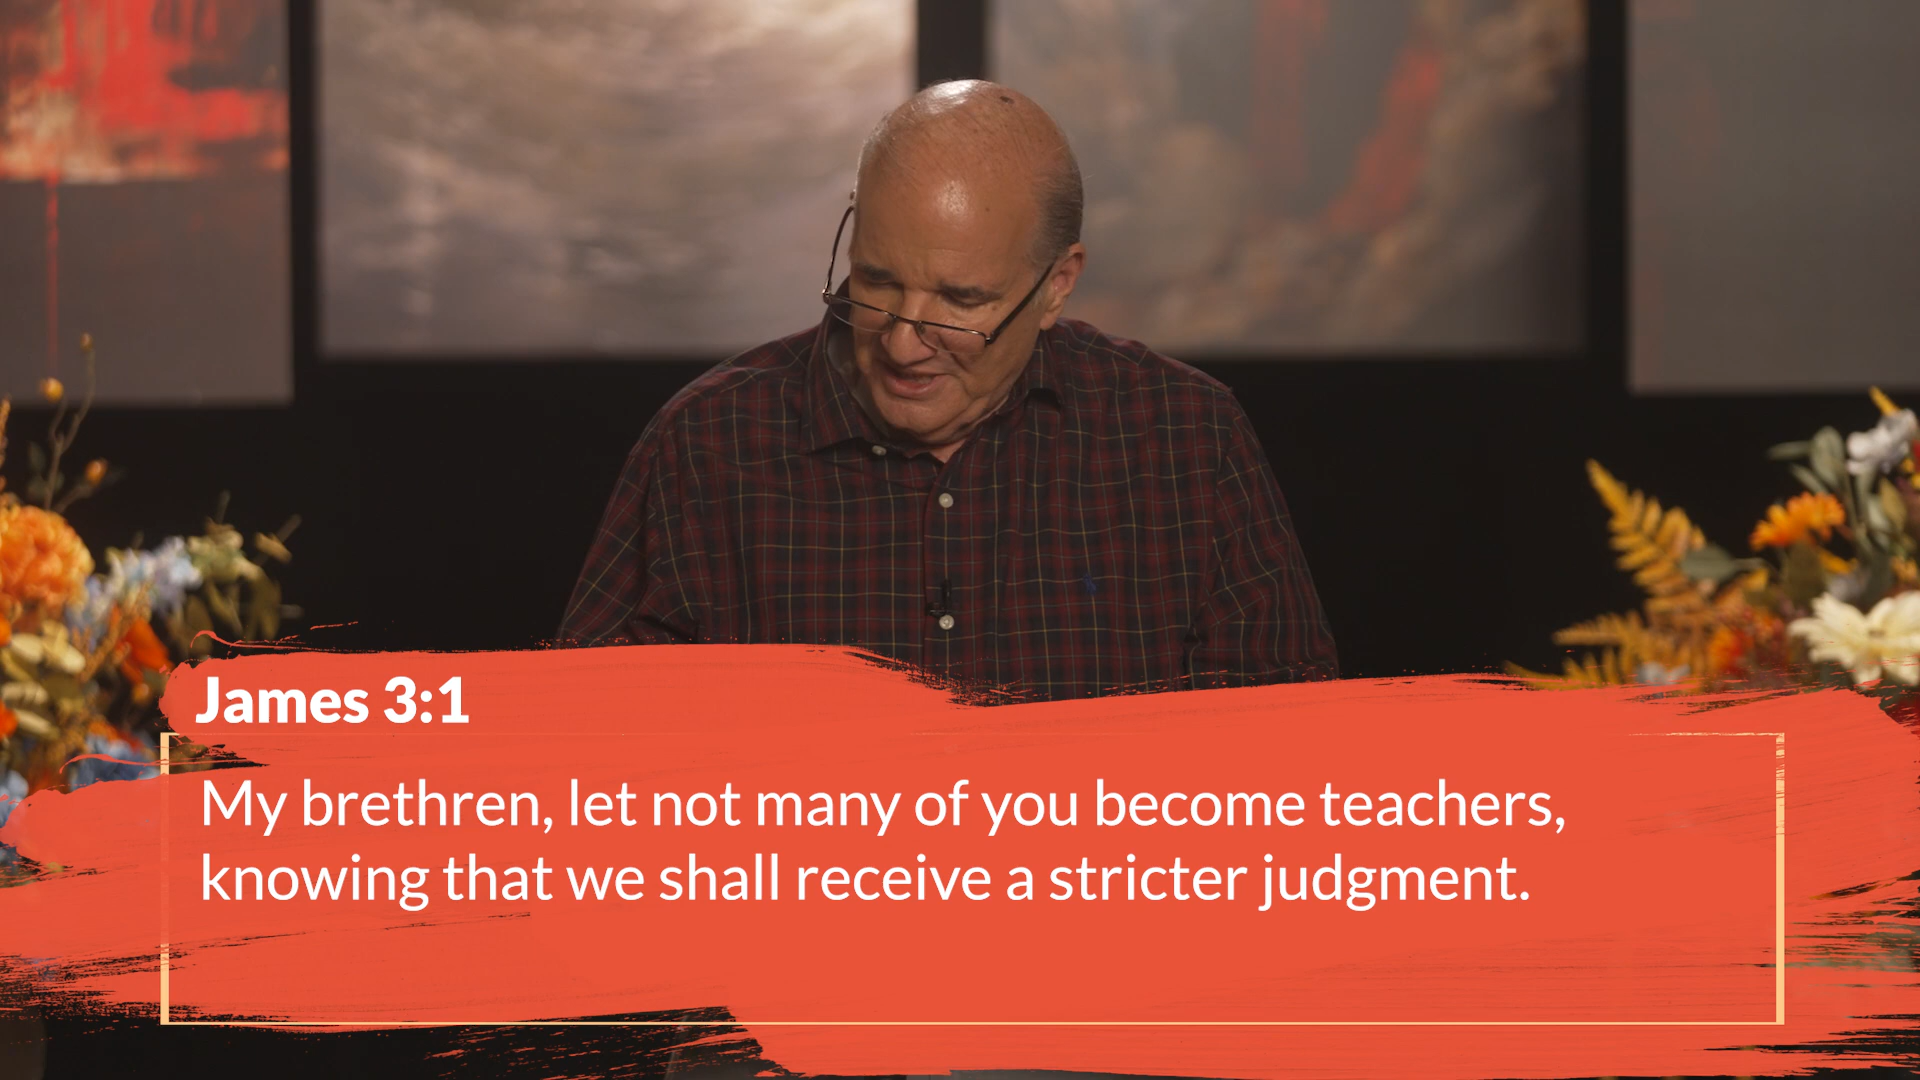 James 3:1
My brethren, let not many of you become teachers,
knowing that we shall receive a stricter judgment.